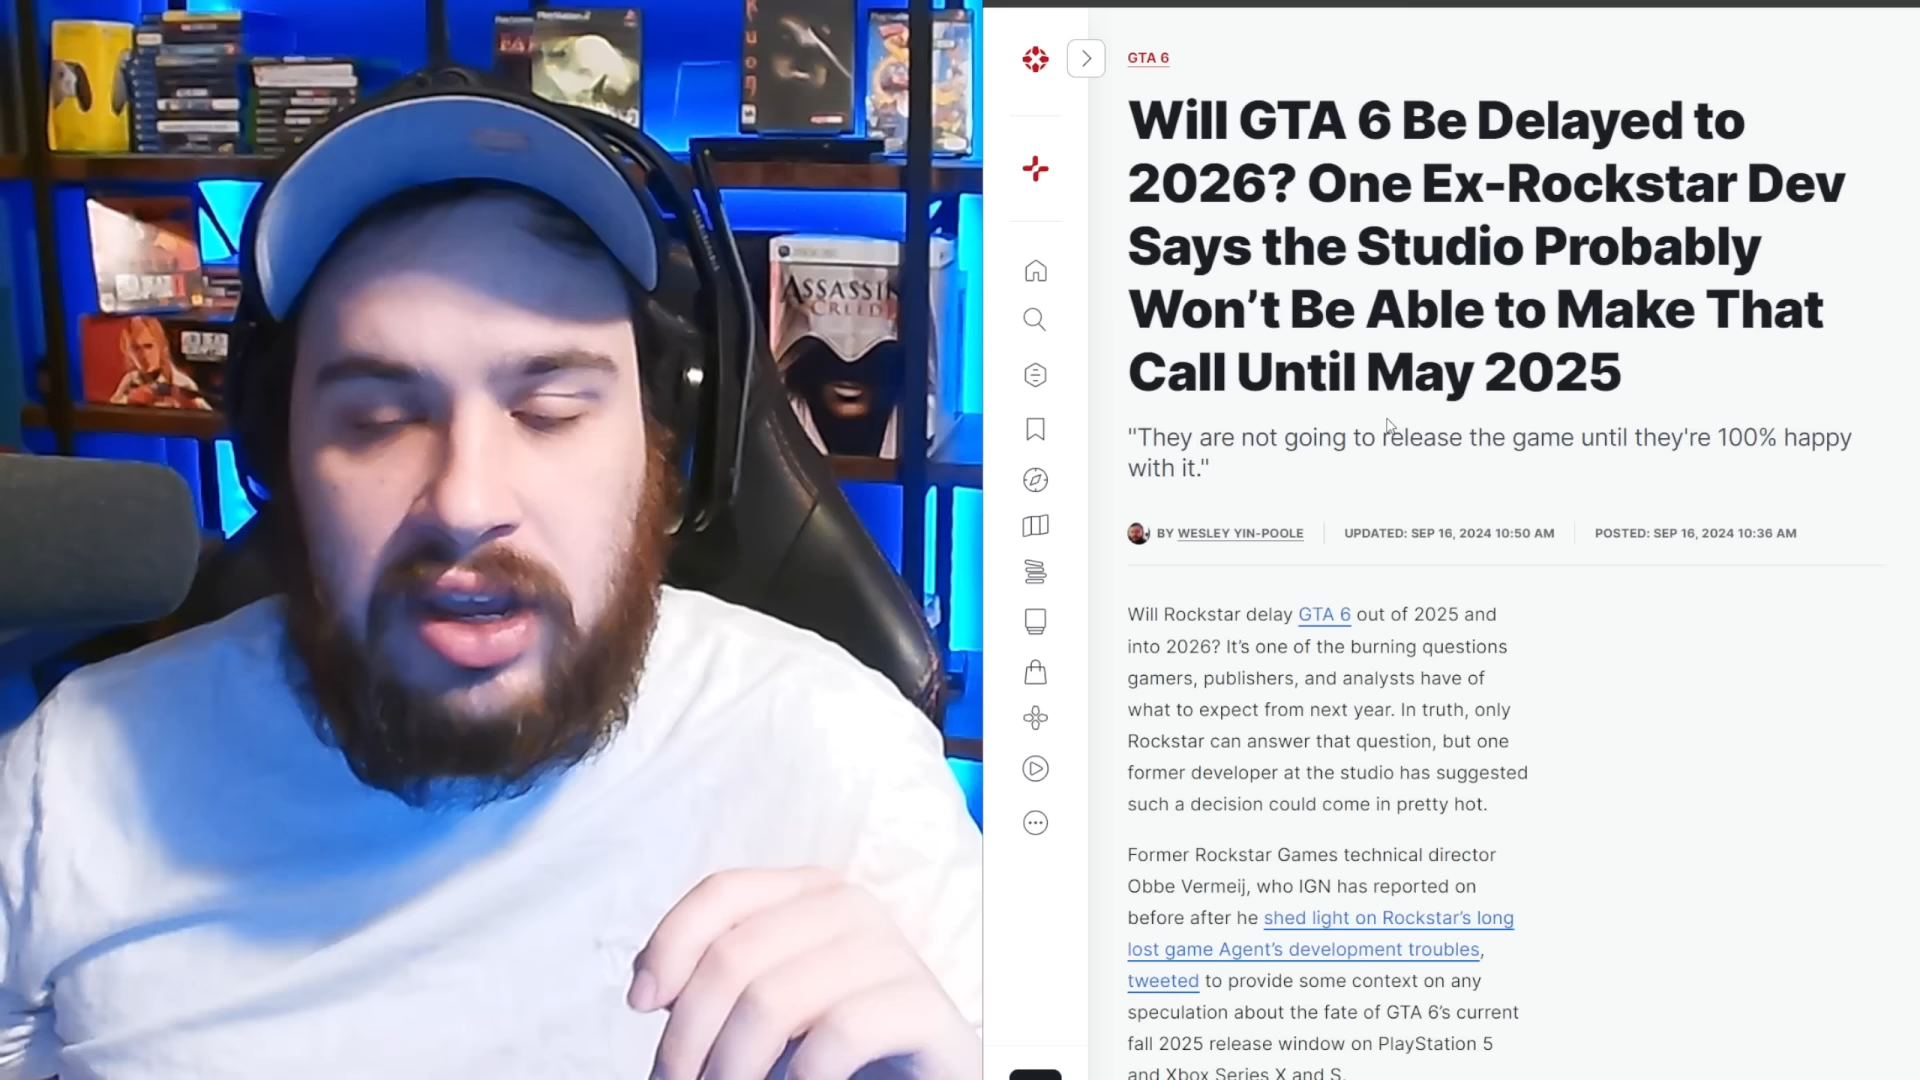 PlayStation 2
Kuon
ASSASSIN
CREED
GTA 6
Will GTA 6 Be Delayed to
2026? One Ex-Rockstar Dev
Says the Studio Probably
Won’t Be Able to Make That
Call Until May 2025
"They are not going to release the game until they're 100% happy
with it."
BY WESLEY YIN-POOLE
UPDATED: SEP 16, 2024 10:50 AM
POSTED: SEP 16, 2024 10:36 AM
Will Rockstar delay GTA 6 out of 2025 and
into 2026? It’s one of the burning questions
gamers, publishers, and analysts have of
what to expect from next year. In truth, only
Rockstar can answer that question, but one
former developer at the studio has suggested
such a decision could come in pretty hot.
Former Rockstar Games technical director
Obbe Vermeij, who IGN has reported on
before after he shed light on Rockstar’s long
lost game Agent’s development troubles,
tweeted to provide some context on any
speculation about the fate of GTA 6’s current
fall 2025 release window on PlayStation 5
and Xbox Series X and S.